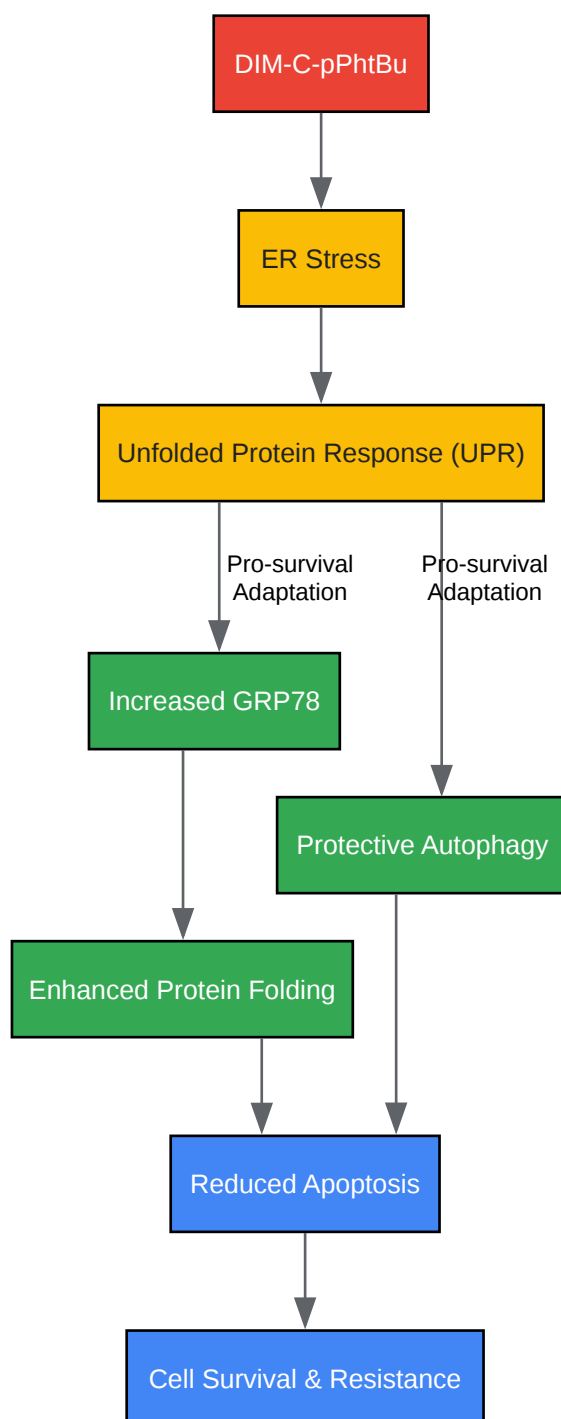 DIM-C-pPhtBu
ER Stress
Unfolded Protein Response (UPR)
Pro-survival
Adaptation
Pro-survival
Adaptation
Increased GRP78
Protective Autophagy
Enhanced Protein Folding
Reduced Apoptosis
Cell Survival & Resistance